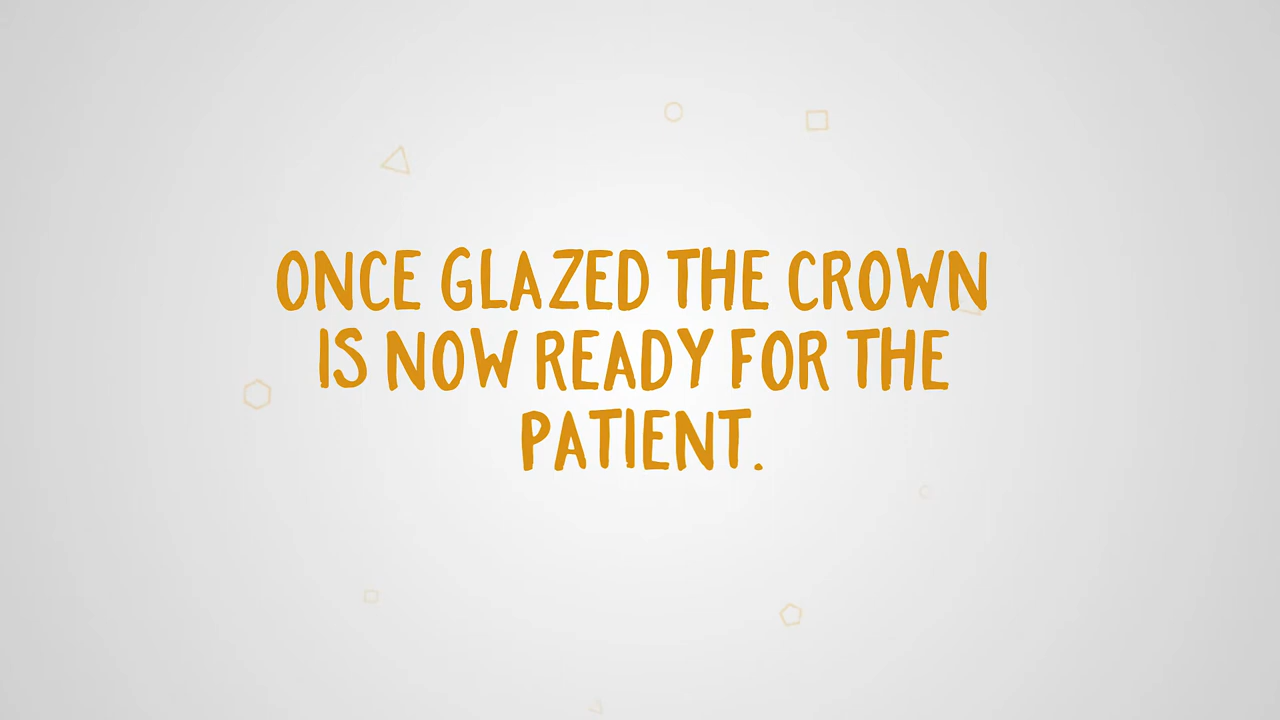 ONCE GLAZED THE CROWN
IS NOW READY FOR THE
PATIENT.